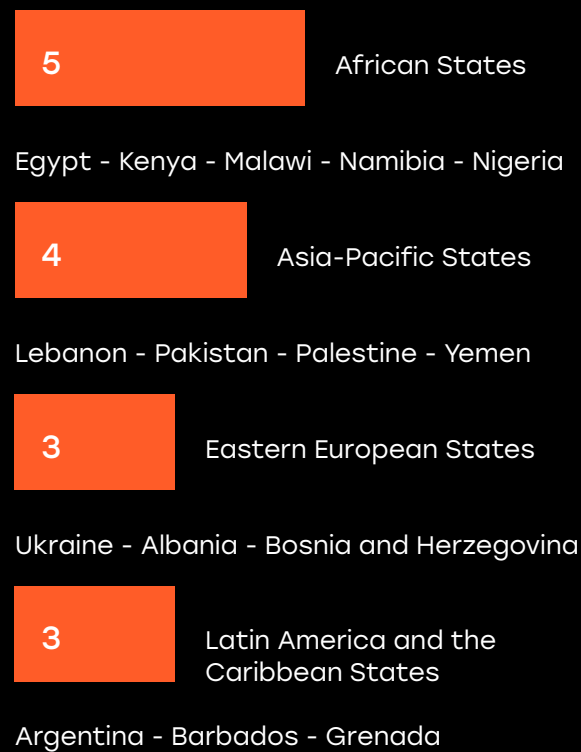 5
African States
Egypt - Kenya - Malawi - Namibia - Nigeria
4
Asia-Pacific States
Lebanon - Pakistan - Palestine - Yemen
3
Eastern European States
Ukraine - Albania - Bosnia and Herzegovina
3
Latin America and the
Caribbean States
Argentina - Barbados - Grenada